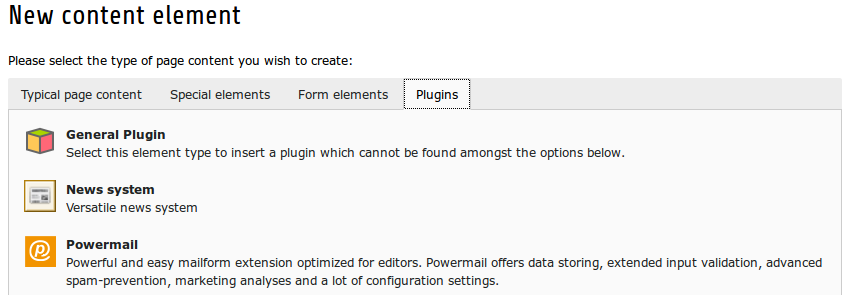 New content element
Please select the type of page content you wish to create:
Typical page content Special elements Form elements Plugins
General Plugin
Select this element type to insert a plugin which cannot be found amongst the options below.
News system
Versatile news system
Powermail
Powerful and easy mailform extension optimized for editors. Powermail offers data storing, extended input validation, advanced
spam-prevention, marketing analyses and a lot of configuration settings.